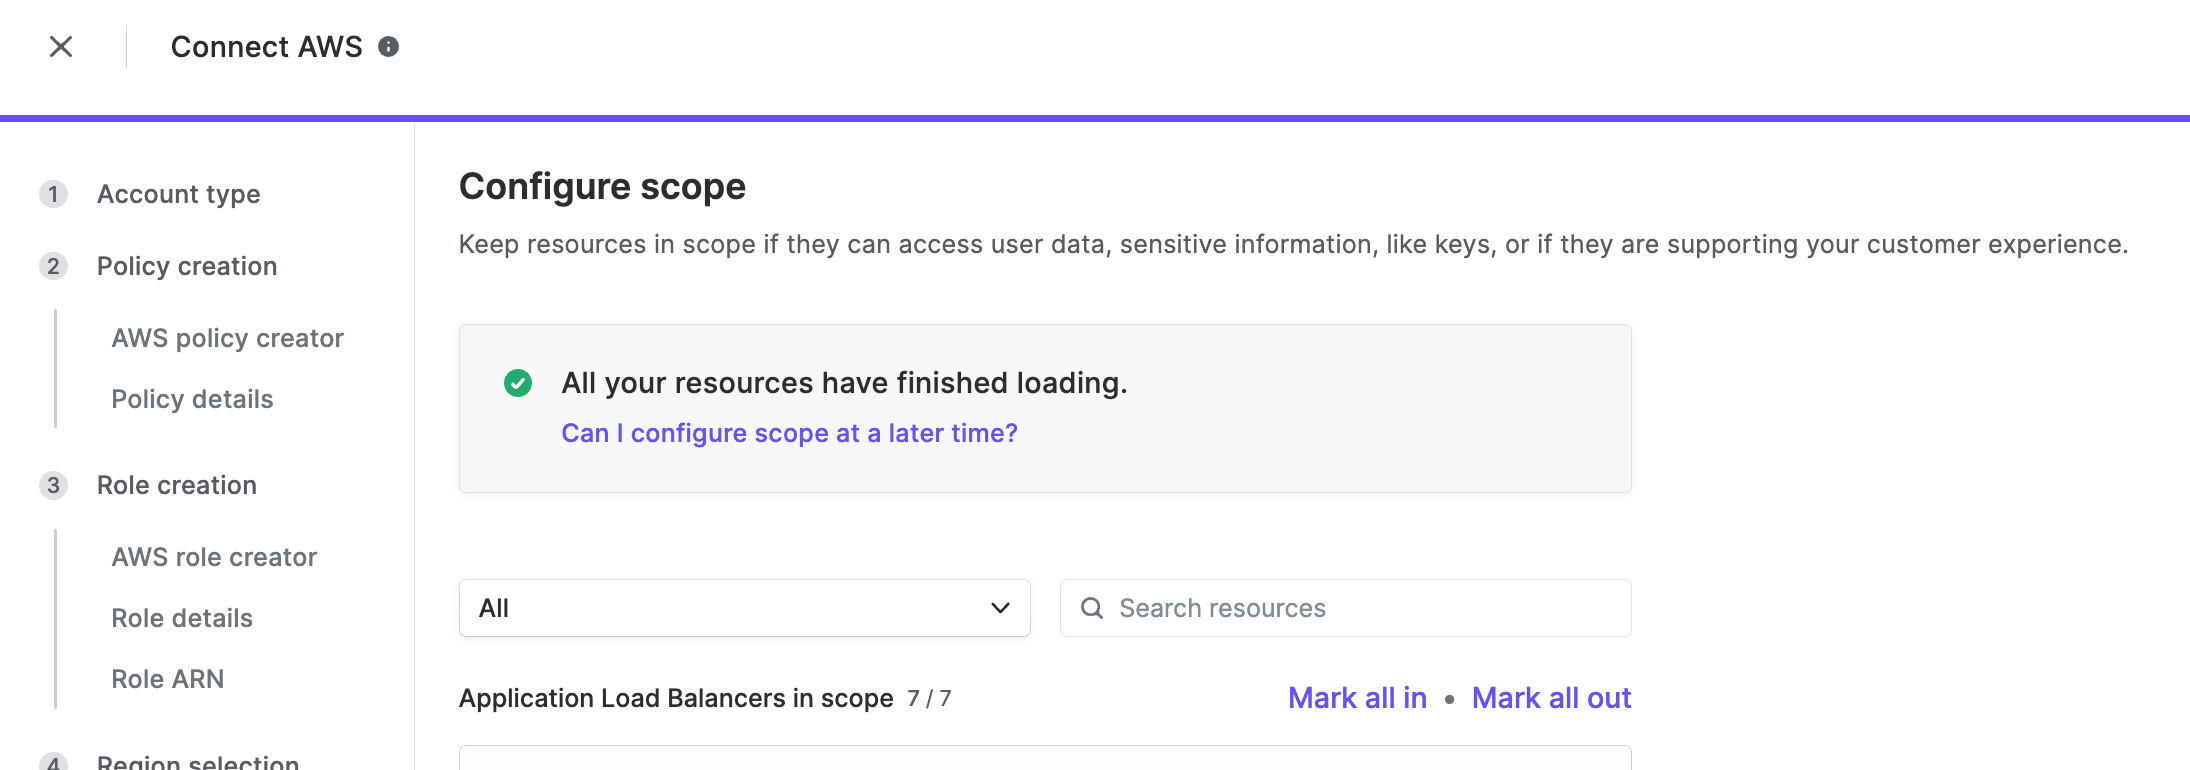 Connect AWS
1 Account type
2 Policy creation
AWS policy creator
Policy details
3 Role creation
AWS role creator
Role details
Role ARN
4 Region selection
Configure scope
Keep resources in scope if they can access user data, sensitive information, like keys, or if they are supporting your customer experience.
All your resources have finished loading.
Can I configure scope at a later time?
All
Search resources
Application Load Balancers in scope 7 / 7
Mark all in • Mark all out